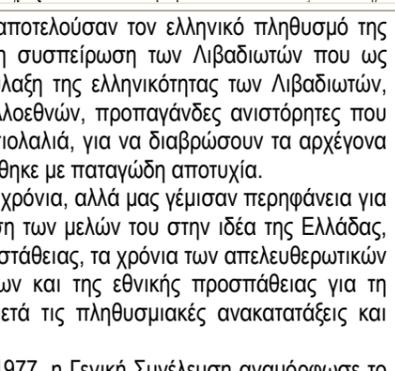 αποτελούσαν τον ελληνικό πληθυσμό της
η συσπείρωση των Λιβαδιωτών που ως
λαξη της ελληνικότητας των Λιβαδιωτών,
λλοεθνών, προπαγάνδες ανιστόρητες που
ιολαλιά, για να διαβρώσουν τα αρχέγονα
θηκε με παταγώδη αποτυχία.
χρόνια, αλλά μας γέμισαν περηφάνεια για
ση των μελών του στην ιδέα της Ελλάδας,
στάθειας, τα χρόνια των απελευθερωτικών
ων και της εθνικής προσπάθειας για τη
ετά τις πληθυσμιακές ανακατατάξεις και
1977, η Γενική Συνέλευση αναμόρφωσε το